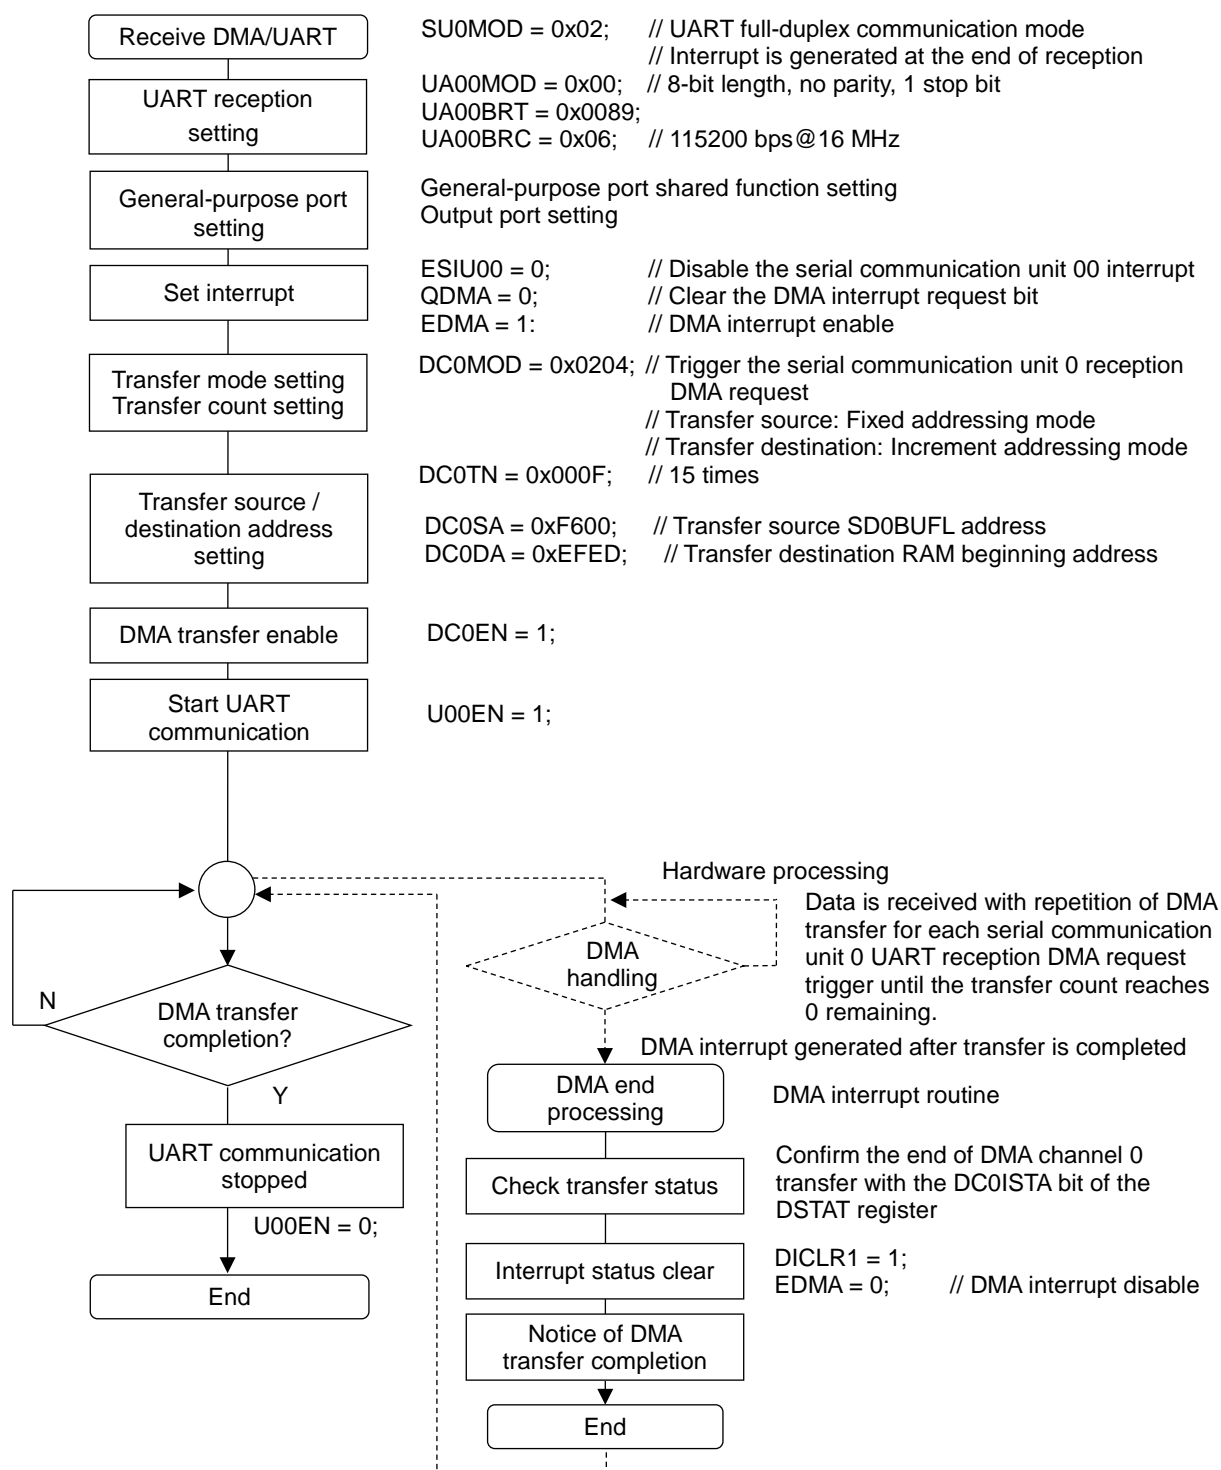 Receive DMA/UART
SU0MOD = 0x02; // UART full-duplex communication mode
// Interrupt is generated at the end of reception
UART reception
setting
UA00MOD = 0x00; // 8-bit length, no parity, 1 stop bit
UA00BRT = 0x0089;
UA00BRC = 0x06; // 115200 bps@16 MHz
General-purpose port
setting
General-purpose port shared function setting
Output port setting
Set interrupt
ESIU00 = 0; // Disable the serial communication unit 00 interrupt
QDMA = 0; // Clear the DMA interrupt request bit
EDMA = 1: // DMA interrupt enable
Transfer mode setting
Transfer count setting
DC0MOD = 0x0204; // Trigger the serial communication unit 0 reception
DMA request
// Transfer source: Fixed addressing mode
// Transfer destination: Increment addressing mode
DC0TN = 0x000F; // 15 times
Transfer source /
destination address
setting
DC0SA = 0xF600; // Transfer source SD0BUFL address
DC0DA = 0xEFED; // Transfer destination RAM beginning address
DMA transfer enable
DC0EN = 1;
Start UART
communication
U00EN = 1;
Hardware processing
Data is received with repetition of DMA
transfer for each serial communication
unit 0 UART reception DMA request
trigger until the transfer count reaches
0 remaining.
DMA
handling
N
DMA transfer
completion?
Y
DMA interrupt generated after transfer is completed
DMA end
processing
DMA interrupt routine
UART communication
stopped
U00EN = 0;
End
Check transfer status
Confirm the end of DMA channel 0
transfer with the DC0ISTA bit of the
DSTAT register
Interrupt status clear
DICLR1 = 1;
EDMA = 0; // DMA interrupt disable
Notice of DMA
transfer completion
End